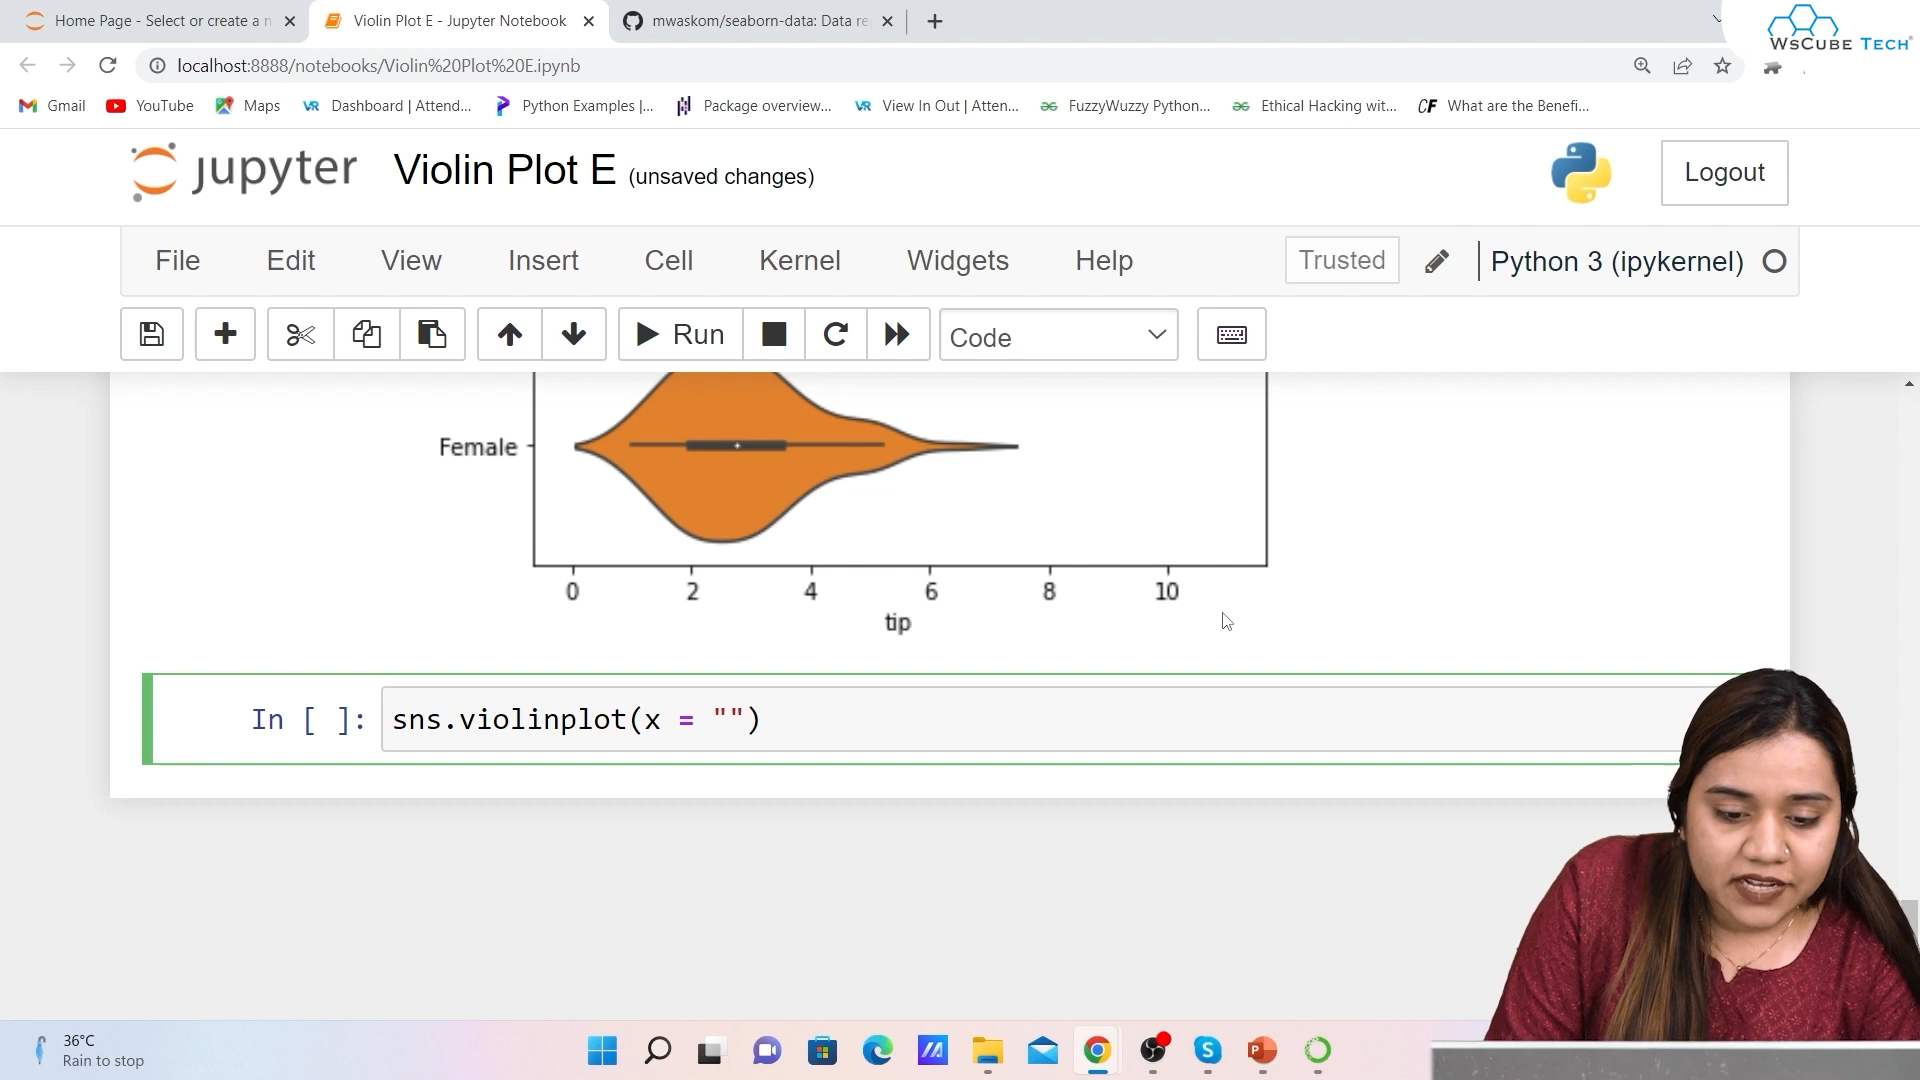 Home Page - Select or create a n
Violin Plot E - Jupyter Notebook
mwaskom/seaborn-data: Data re
WsCube Tech
localhost:8888/notebooks/Violin%20Plot%20E.ipynb
Gmail YouTube Maps Dashboard | Attend... Python Examples |... Package overview... View In Out | Atten... FuzzyWuzzy Python... Ethical Hacking wit... What are the Benefi...
jupyter Violin Plot E (unsaved changes) Logout
File Edit View Insert Cell Kernel Widgets Help Trusted Python 3 (ipykernel)
Run Code
Female
0 2 4 6 8 10
tip
In [ ]: sns.violinplot(x = "")
36°C
Rain to stop